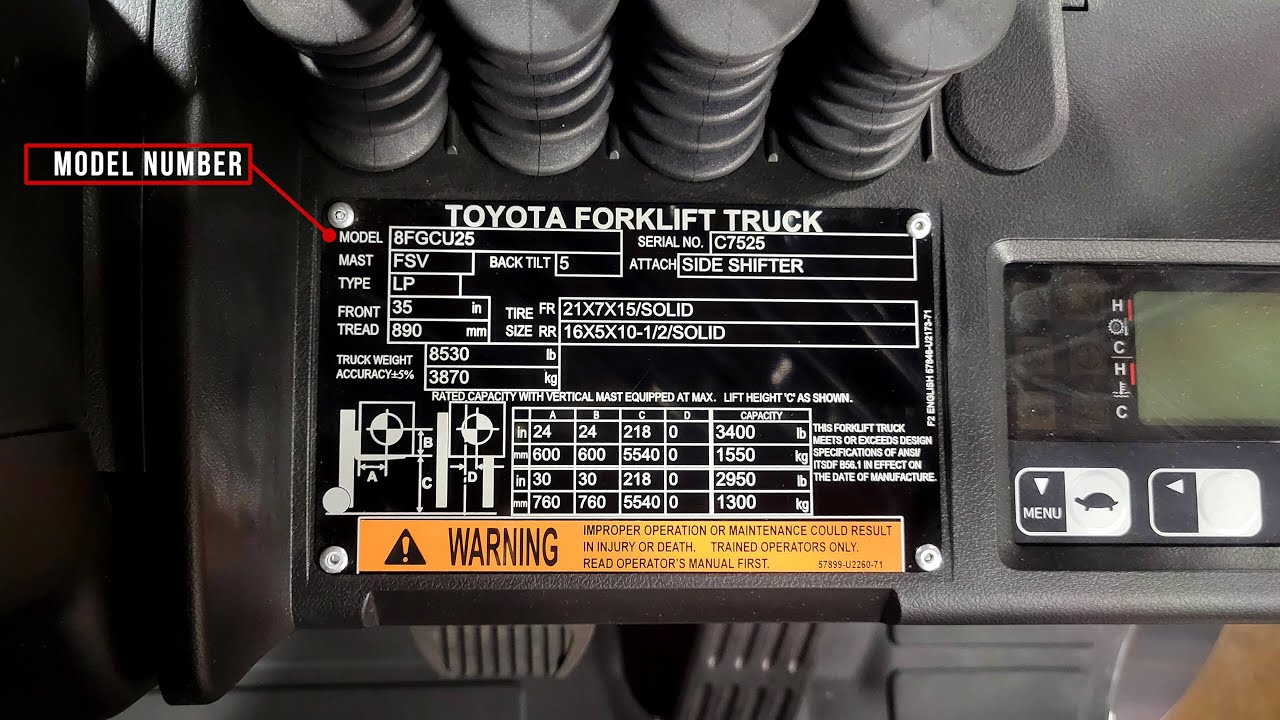 MODEL NUMBER
TOYOTA FORKLIFT TRUCK
MODEL 8FGCU25 SERIAL NO. C7525
MAST FSV BACK TILT 5 ATTACH SIDE SHIFTER
TYPE LP
FRONT TREAD 35 in TIRE SIZE FR 21X7X15/SOLID
890 mm RR 16X5X10-1/2/SOLID
TRUCK WEIGHT 8530 lb
ACCURACY±5% 3870 kg
RATED CAPACITY WITH VERTICAL MAST EQUIPPED AT MAX. LIFT HEIGHT 'C' AS SHOWN.
A B C D CAPACITY
in 24 24 218 0 3400 lb
mm 600 600 5540 0 1550 kg
in 30 30 218 0 2950 lb
mm 760 760 5540 0 1300 kg
A B C D
THIS FORKLIFT TRUCK
MEETS OR EXCEEDS DESIGN
SPECIFICATIONS OF ANSI/
ITSDF B56.1 IN EFFECT ON
THE DATE OF MANUFACTURE.
F2 ENGLISH 57846-U2173-71
WARNING
IMPROPER OPERATION OR MAINTENANCE COULD RESULT
IN INJURY OR DEATH. TRAINED OPERATORS ONLY.
READ OPERATOR'S MANUAL FIRST. 57899-U2260-71
H
C
H
C
MENU